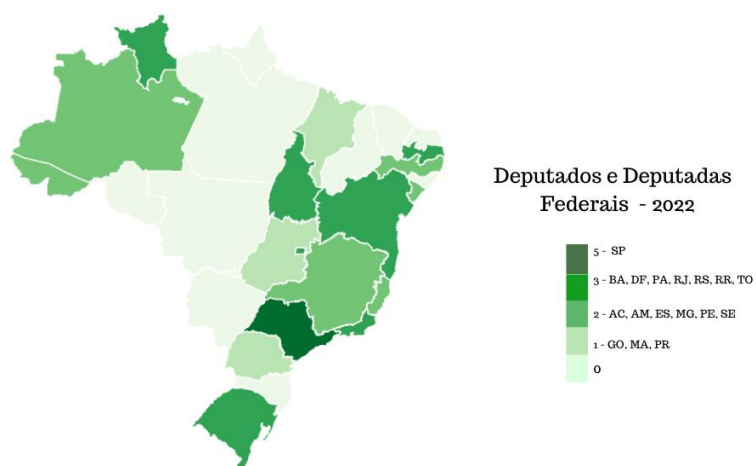 Deputados e Deputadas
Federais - 2022
5 - SP
3 - BA, DF, PA, RJ, RS, RR, TO
2 - AC, AM, ES, MG, PE, SE
1 - GO, MA, PR
0